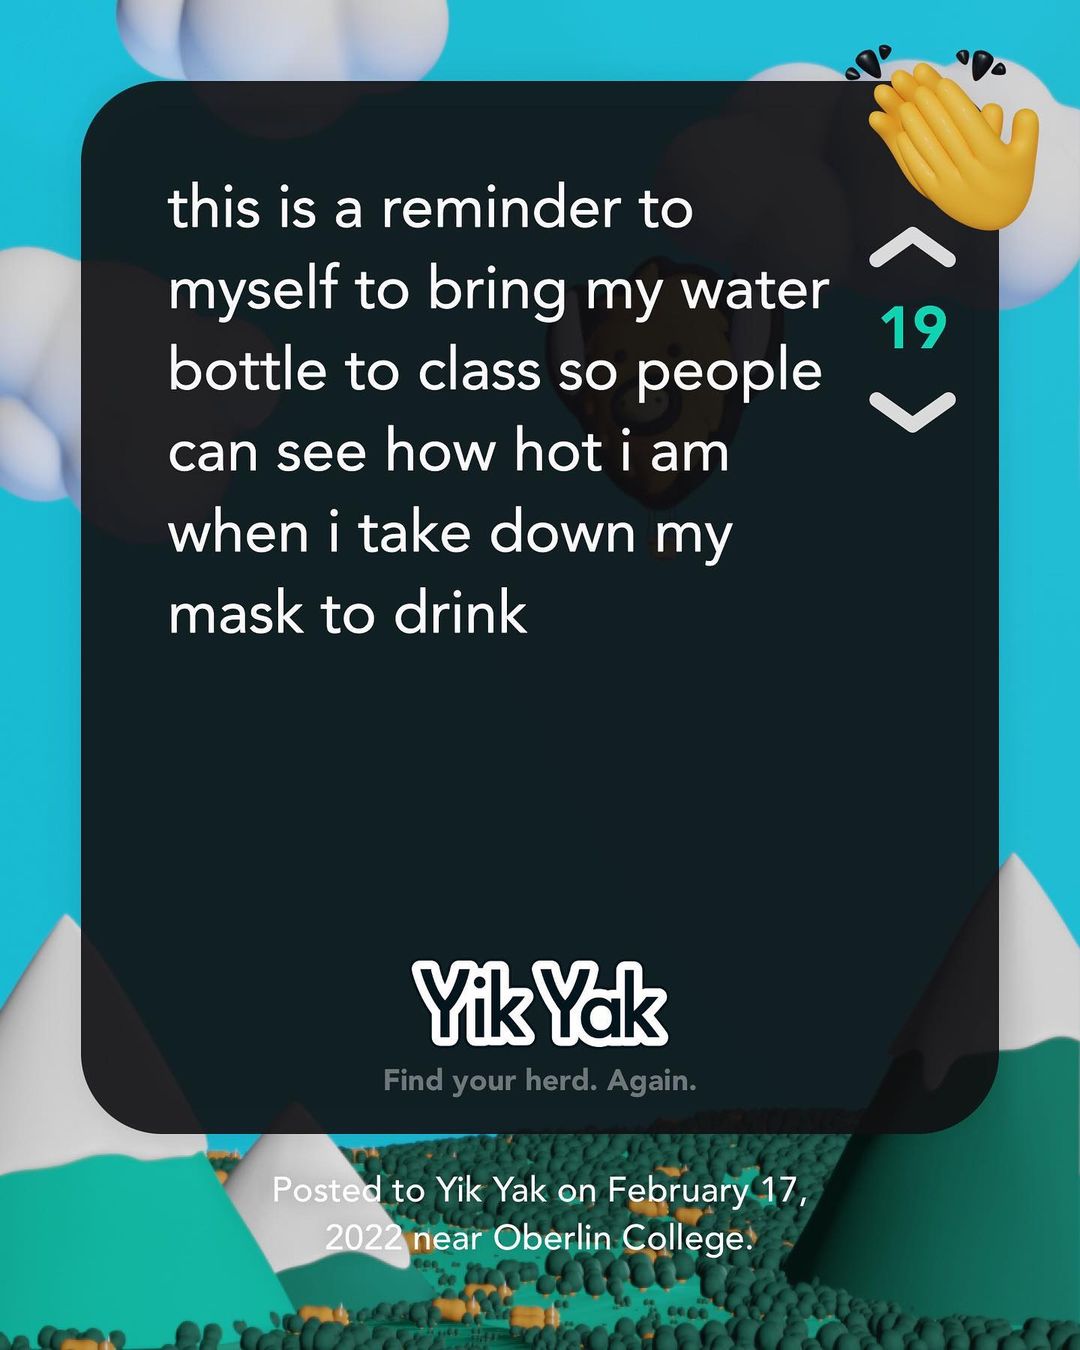 this is a reminder to
myself to bring my water
bottle to class so people
can see how hot i am
when i take down my
mask to drink
19
Yik Yak
Find your herd. Again.
Posted to Yik Yak on February 17,
2022 near Oberlin College.